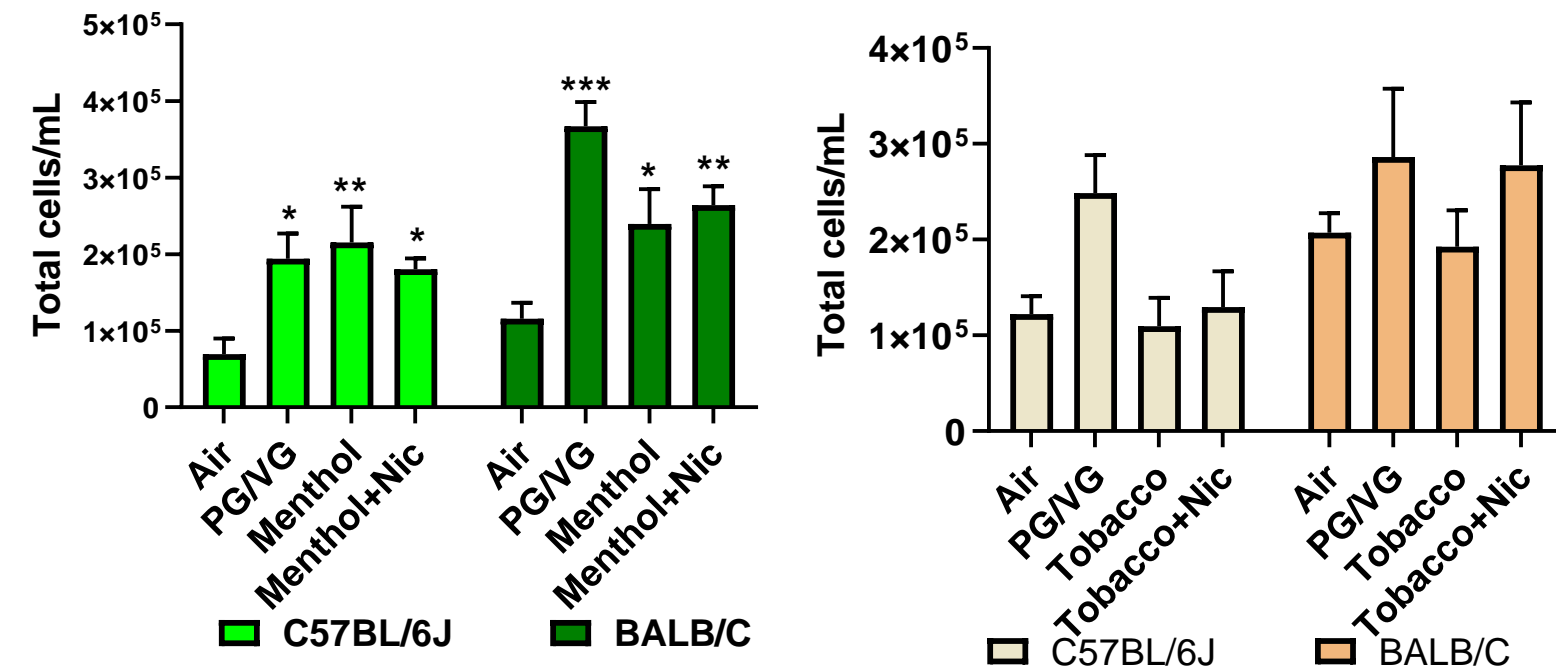 Total cells/mL
5×10⁵
4×10⁵
3×10⁵
2×10⁵
1×10⁵
0
*
**
*
***
*
**
Air
PG/VG
Menthol
Menthol+Nic
Air
PG/VG
Menthol
Menthol+Nic
C57BL/6J
BALB/C
Total cells/mL
4×10⁵
3×10⁵
2×10⁵
1×10⁵
0
Air
PG/VG
Tobacco
Tobacco+Nic
Air
PG/VG
Tobacco
Tobacco+Nic
C57BL/6J
BALB/C